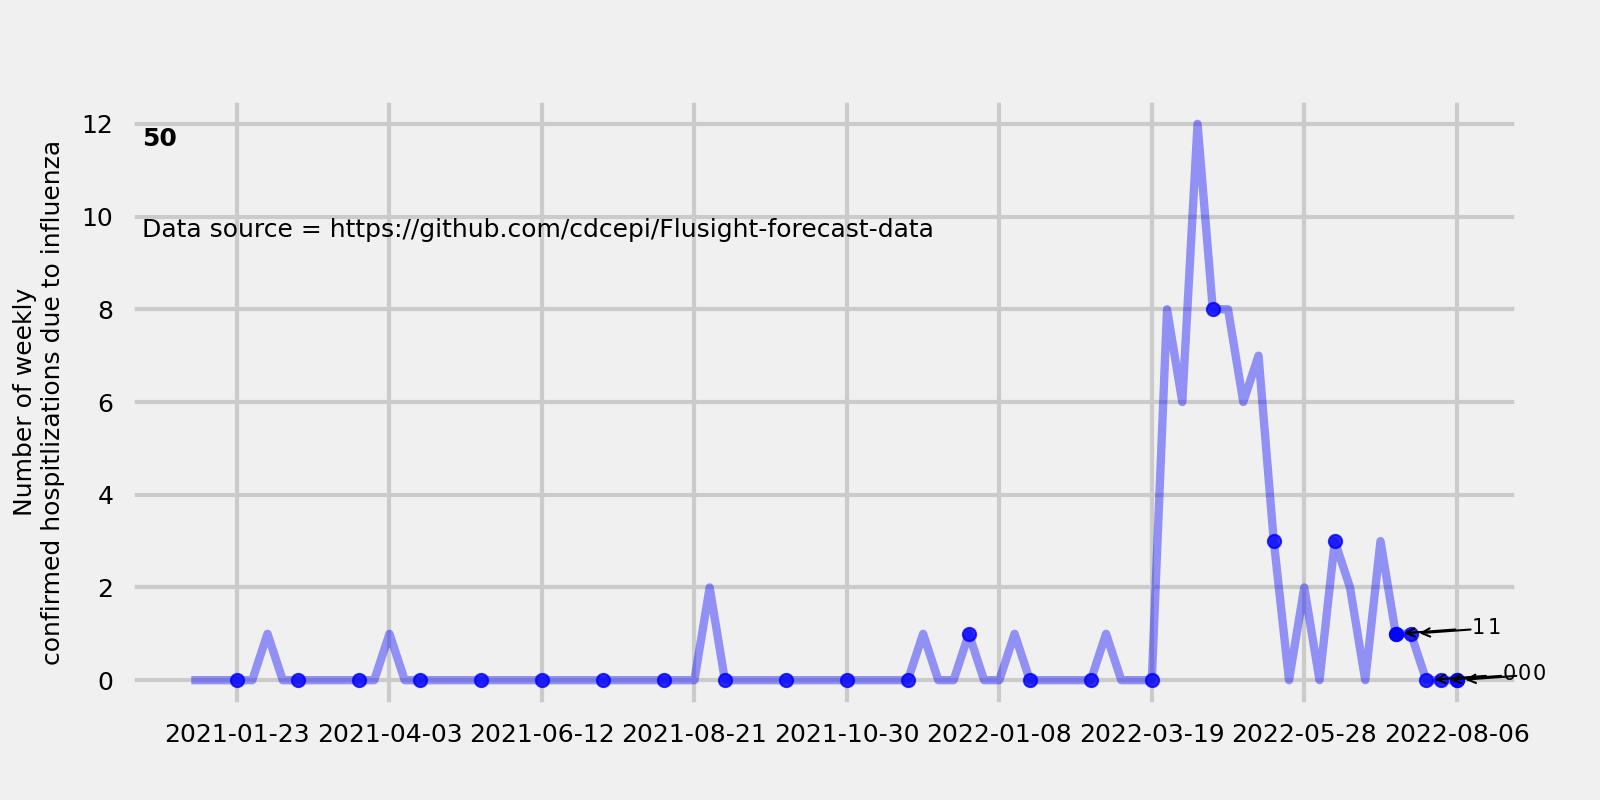 Number of weekly
confirmed hospitlizations due to influenza
12
10
8
6
4
2
0
50
Data source = https://github.com/cdcepi/Flusight-forecast-data
11
000
2021-01-23 2021-04-03 2021-06-12 2021-08-21 2021-10-30 2022-01-08 2022-03-19 2022-05-28 2022-08-06